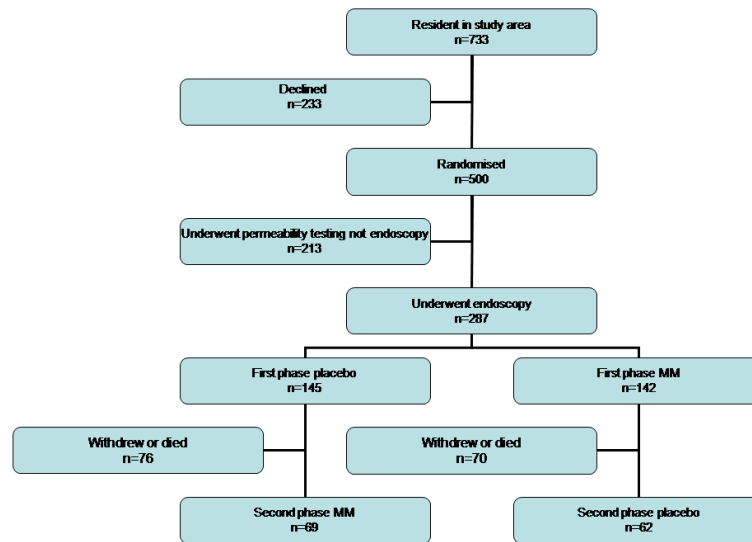 Resident in study area
n=733
Declined
n=233
Randomised
n=500
Underwent permeability testing not endoscopy
n=213
Underwent endoscopy
n=287
First phase placebo
n=145
First phase MM
n=142
Withdrew or died
n=76
Withdrew or died
n=70
Second phase MM
n=69
Second phase placebo
n=62